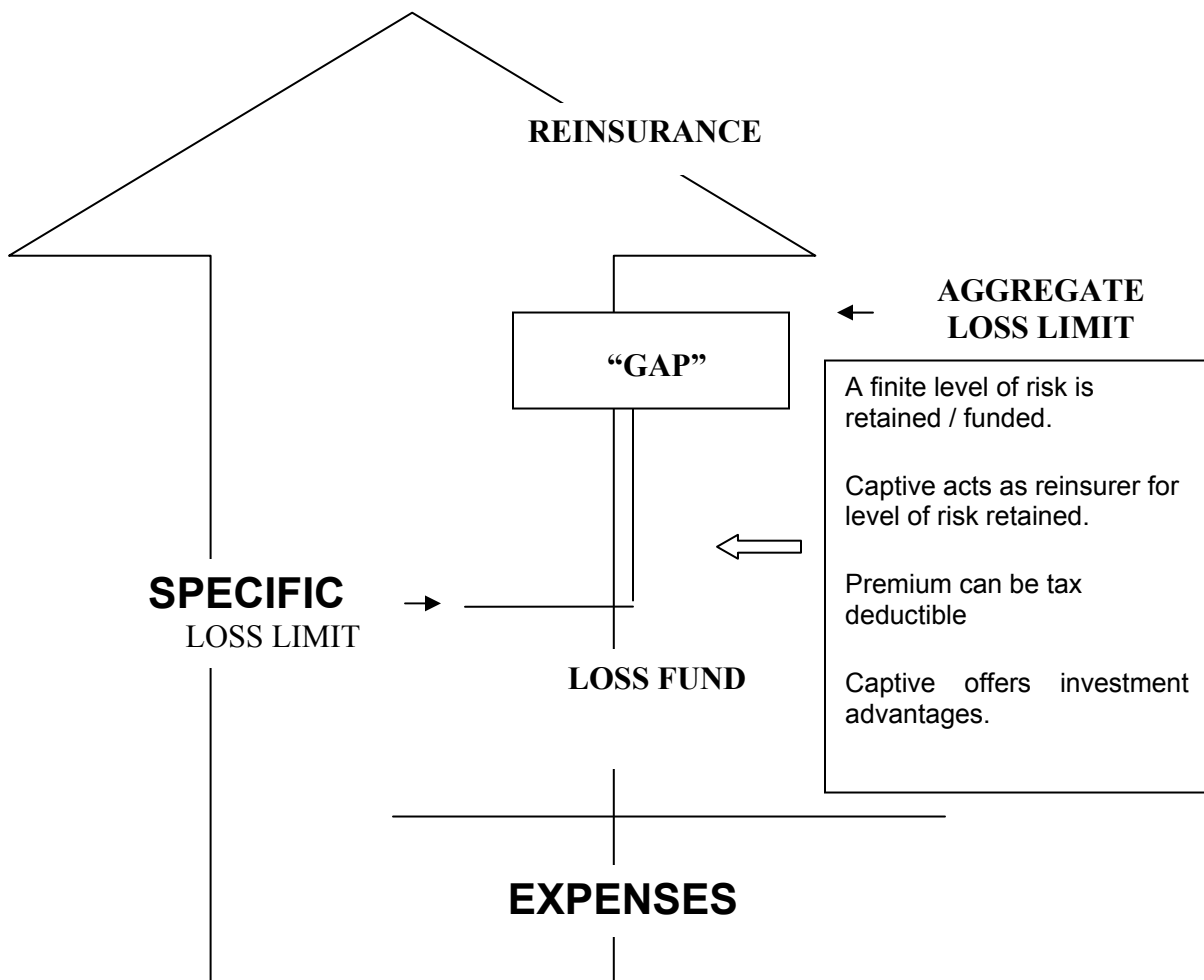 REINSURANCE
AGGREGATE
LOSS LIMIT
“GAP”
A finite level of risk is
retained / funded.
Captive acts as reinsurer for
level of risk retained.
Premium can be tax
deductible
Captive offers investment
advantages.
SPECIFIC
LOSS LIMIT
LOSS FUND
EXPENSES